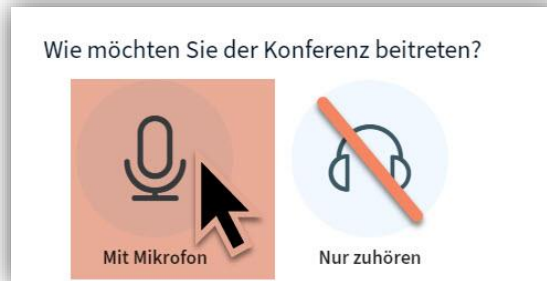 Wie möchten Sie der Konferenz beitreten?
Mit Mikrofon
Nur zuhören